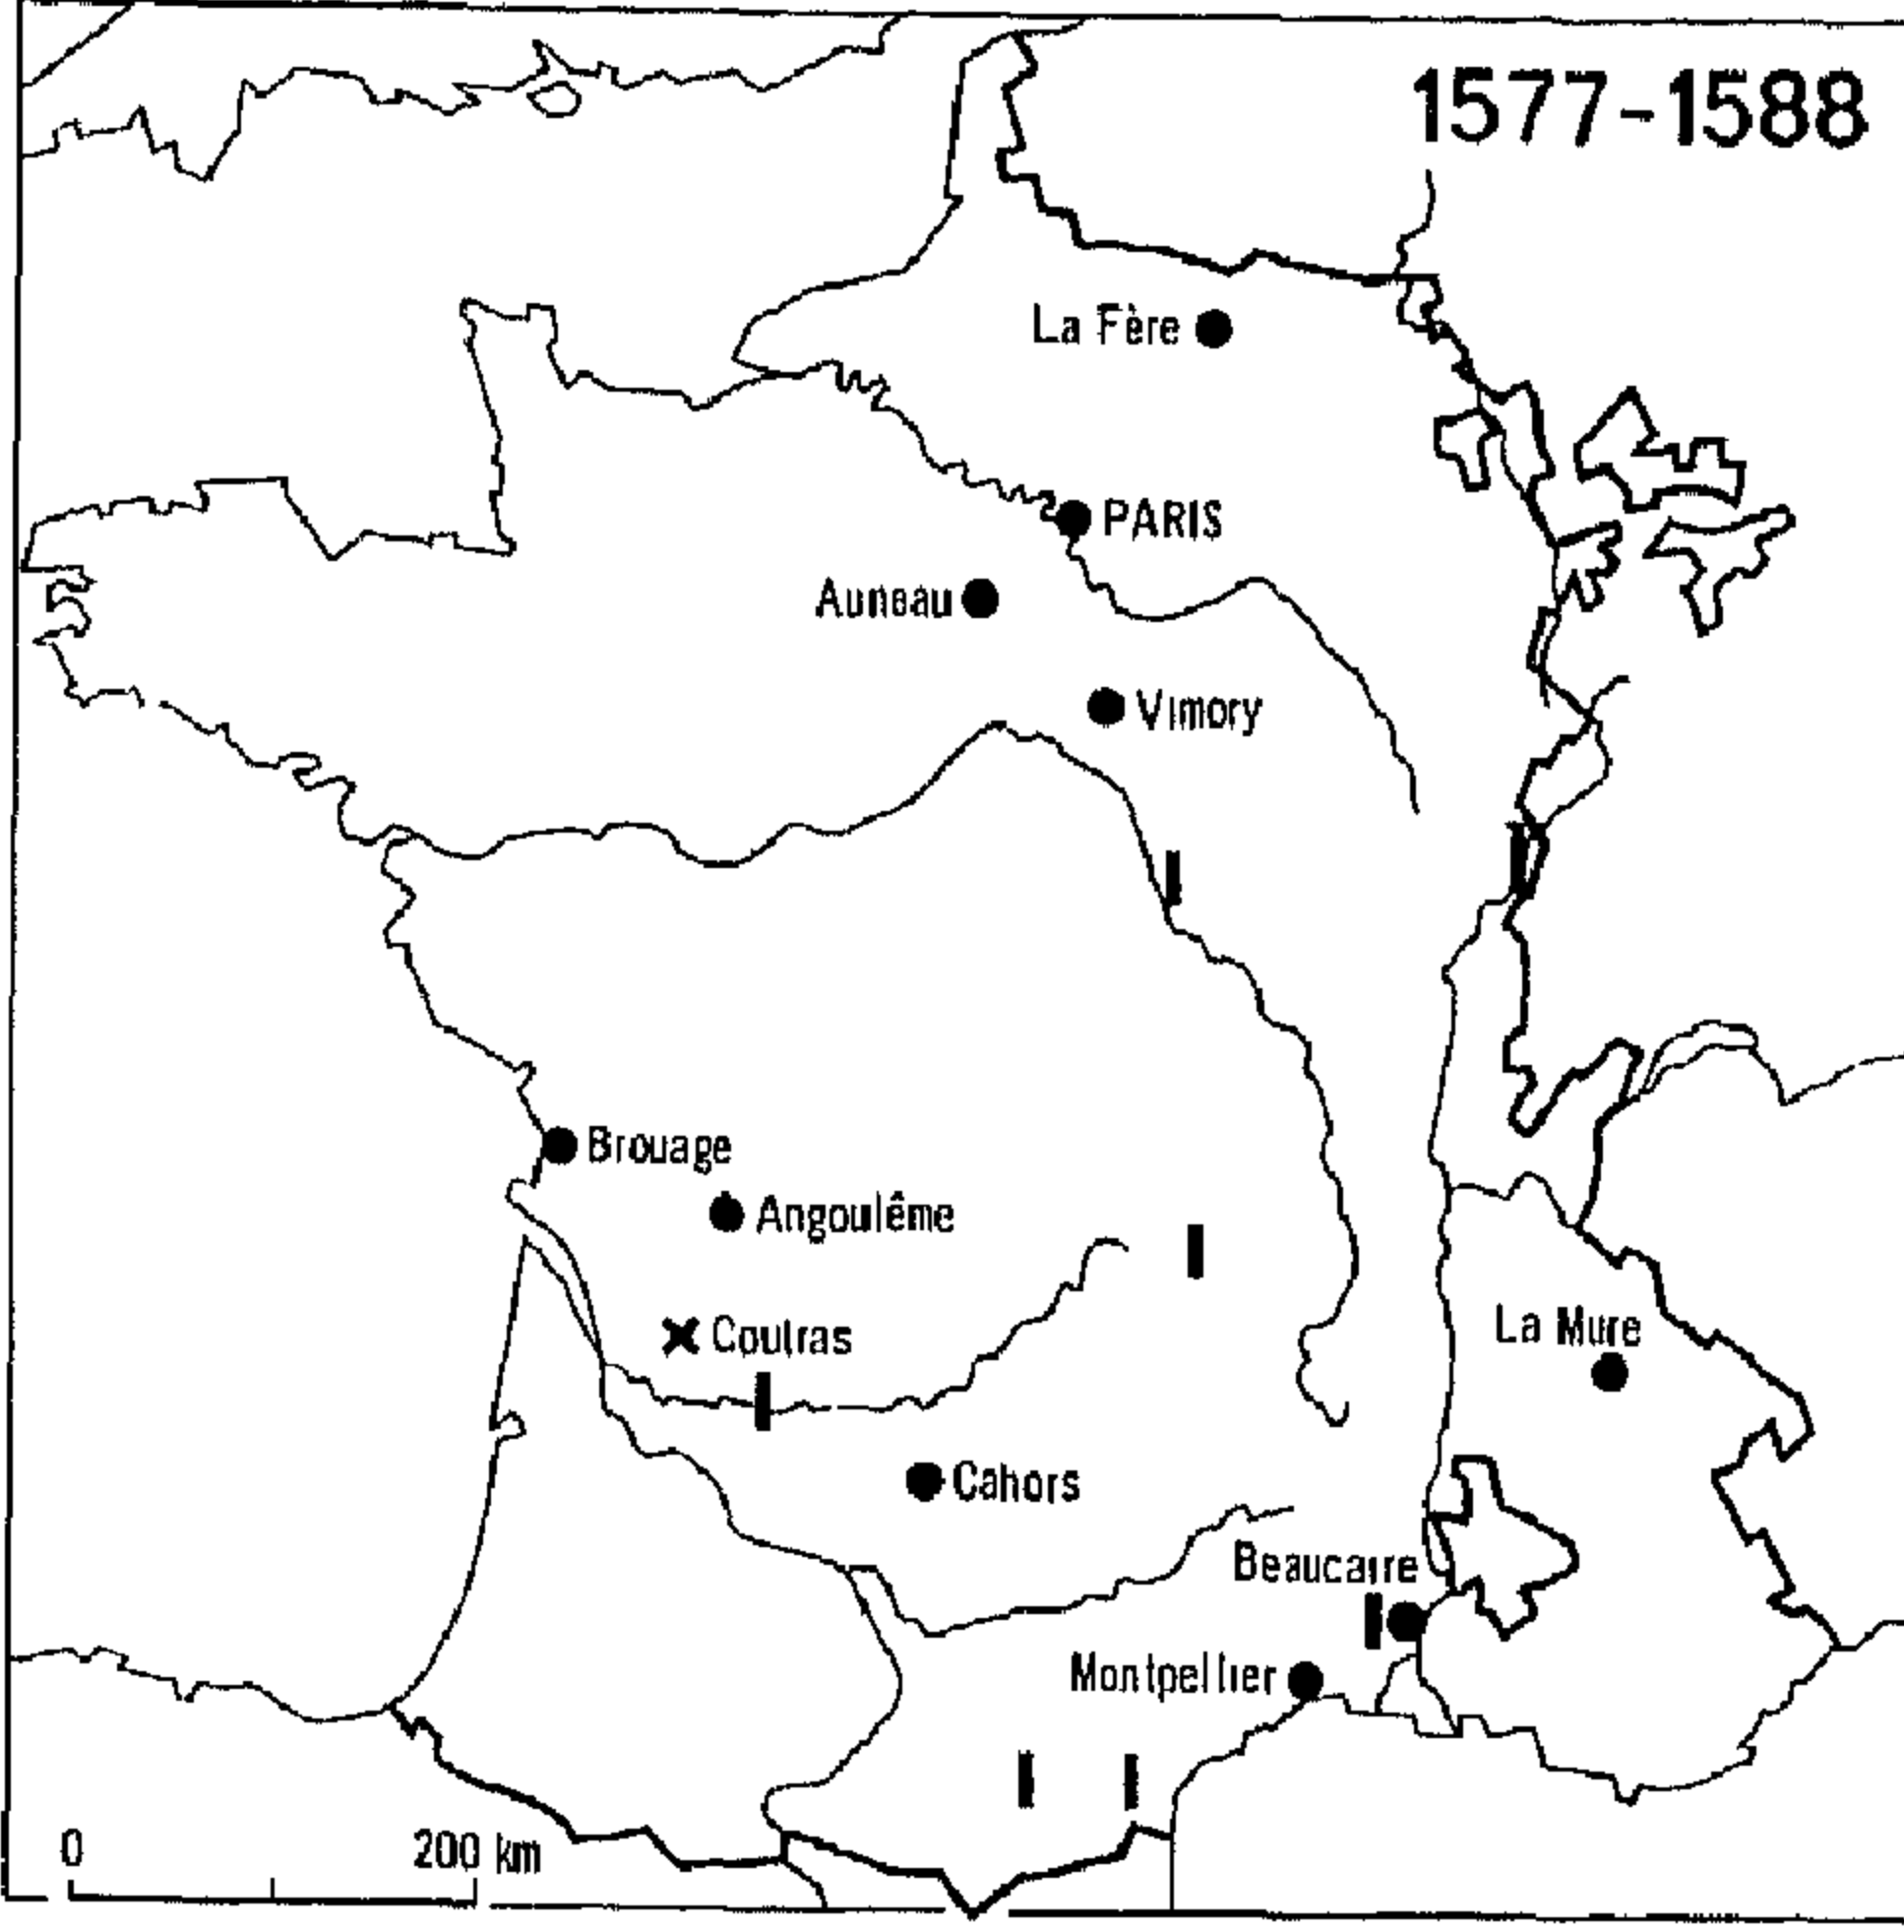 1577-1588
La Fère
PARIS
Auneau
Vimory
Brouage
Angoulême
Coutras
La Mure
Cahors
Beaucaire
Montpellier
0
200 km